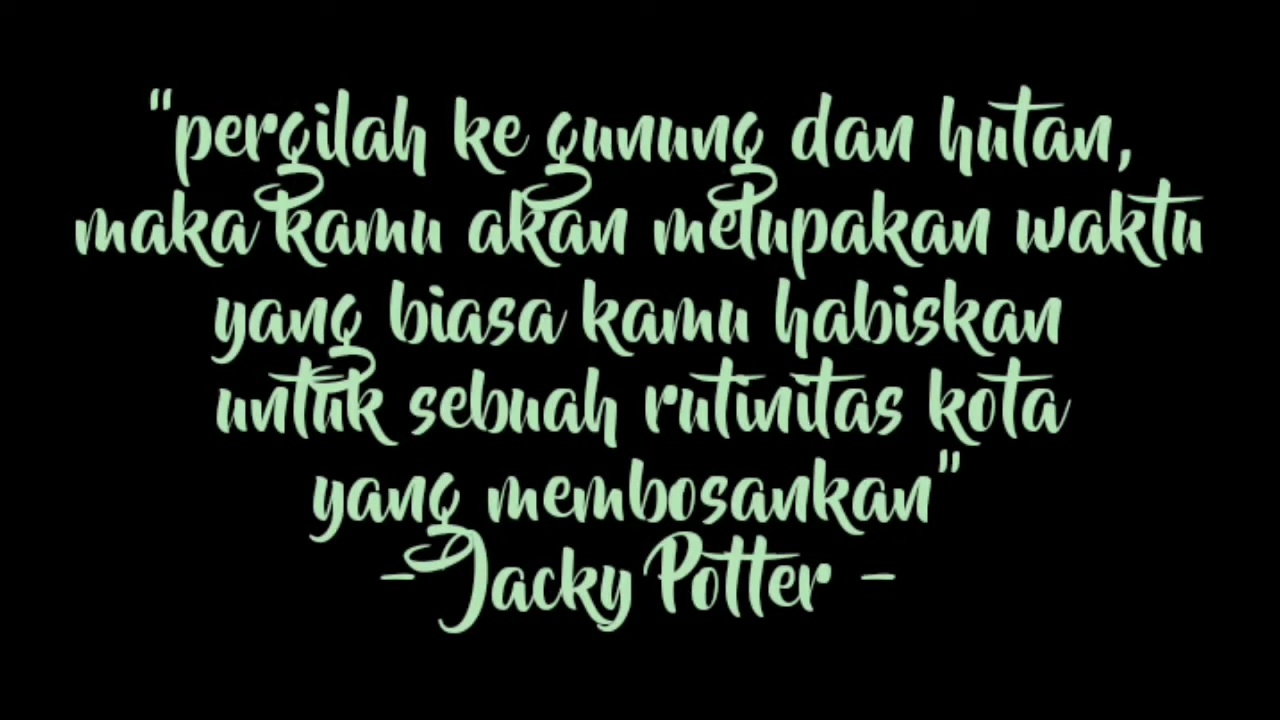 "pergilah ke gunung dan hutan,
maka kamu akan melupakan waktu
yang biasa kamu habiskan
untuk sebuah rutinitas kota
yang membosankan"
- Jacky Potter -